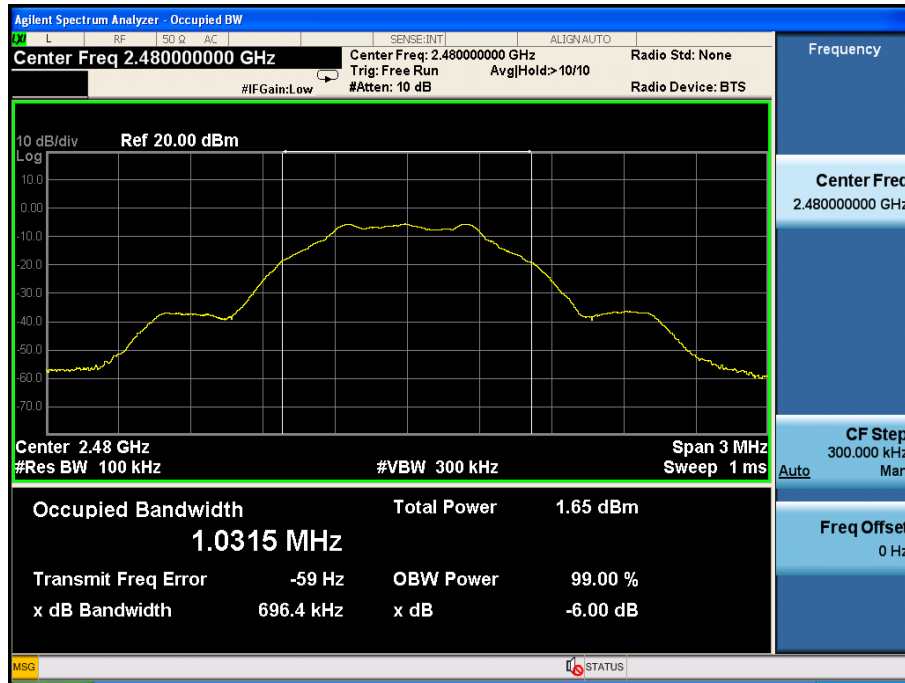 Agilent Spectrum Analyzer - Occupied BW
LXI L RF 50 Ω AC SENSE:INT ALIGN AUTO
Center Freq 2.480000000 GHz
Center Freq: 2.480000000 GHz Radio Std: None
Trig: Free Run Avg|Hold:>10/10
#IFGain:Low #Atten: 10 dB Radio Device: BTS
10 dB/div Ref 20.00 dBm
Log
10.0
0.00
-10.0
-20.0
-30.0
-40.0
-50.0
-60.0
-70.0
Center 2.48 GHz Span 3 MHz
#Res BW 100 kHz #VBW 300 kHz Sweep 1 ms
Occupied Bandwidth Total Power 1.65 dBm
1.0315 MHz
Transmit Freq Error -59 Hz OBW Power 99.00 %
x dB Bandwidth 696.4 kHz x dB -6.00 dB
MSG STATUS
Frequency
Center Freq
2.480000000 GHz
CF Step
300.000 kHz
Auto Man
Freq Offset
0 Hz